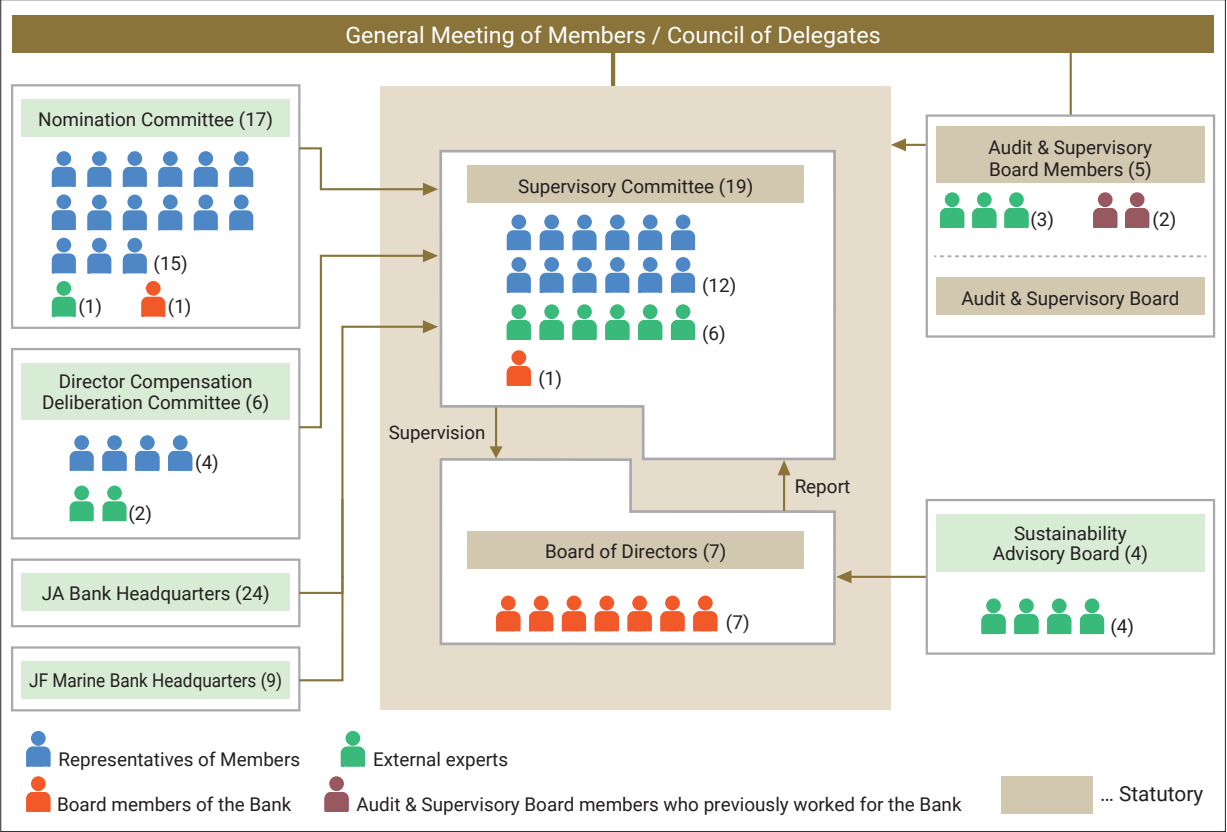 General Meeting of Members / Council of Delegates
Nomination Committee (17)
(15)
(1)
(1)
Director Compensation
Deliberation Committee (6)
(4)
(2)
JA Bank Headquarters (24)
JF Marine Bank Headquarters (9)
Supervisory Committee (19)
(12)
(6)
(1)
Supervision
Report
Board of Directors (7)
(7)
Audit & Supervisory
Board Members (5)
(3)
(2)
Audit & Supervisory Board
Sustainability
Advisory Board (4)
(4)
Representatives of Members
External experts
Board members of the Bank
Audit & Supervisory Board members who previously worked for the Bank
... Statutory